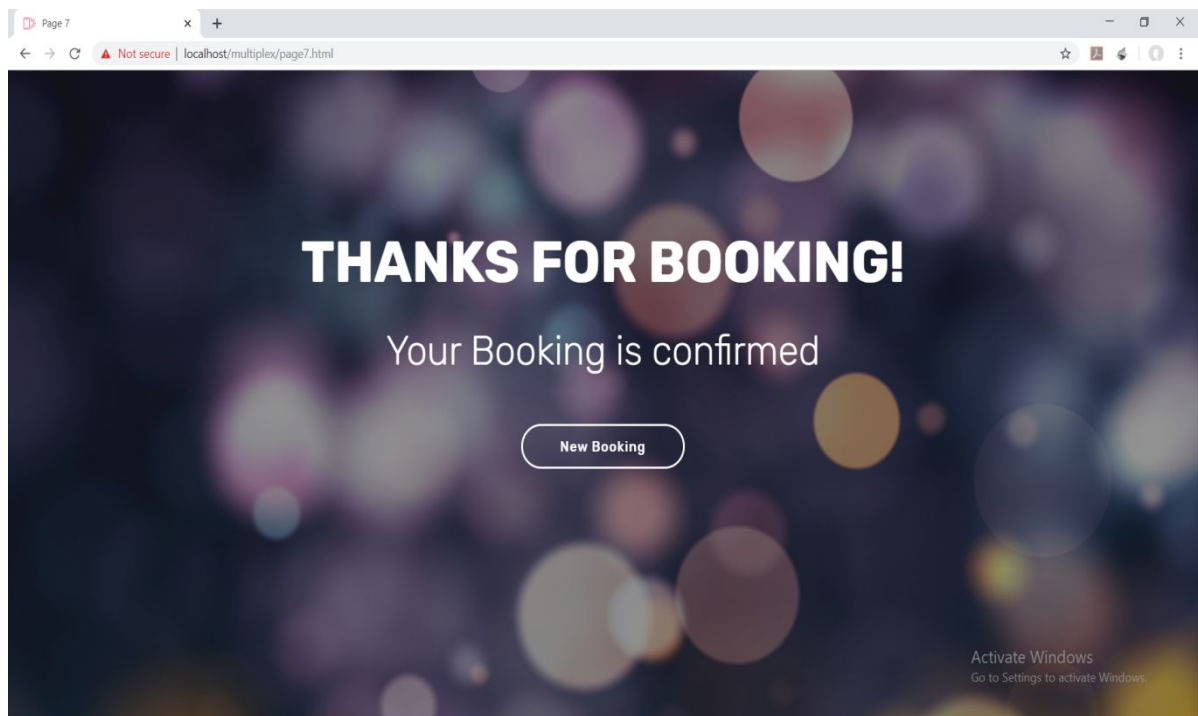 Page 7
Not secure | localhost/multiplex/page7.html
THANKS FOR BOOKING!
Your Booking is confirmed
New Booking
Activate Windows
Go to Settings to activate Windows.